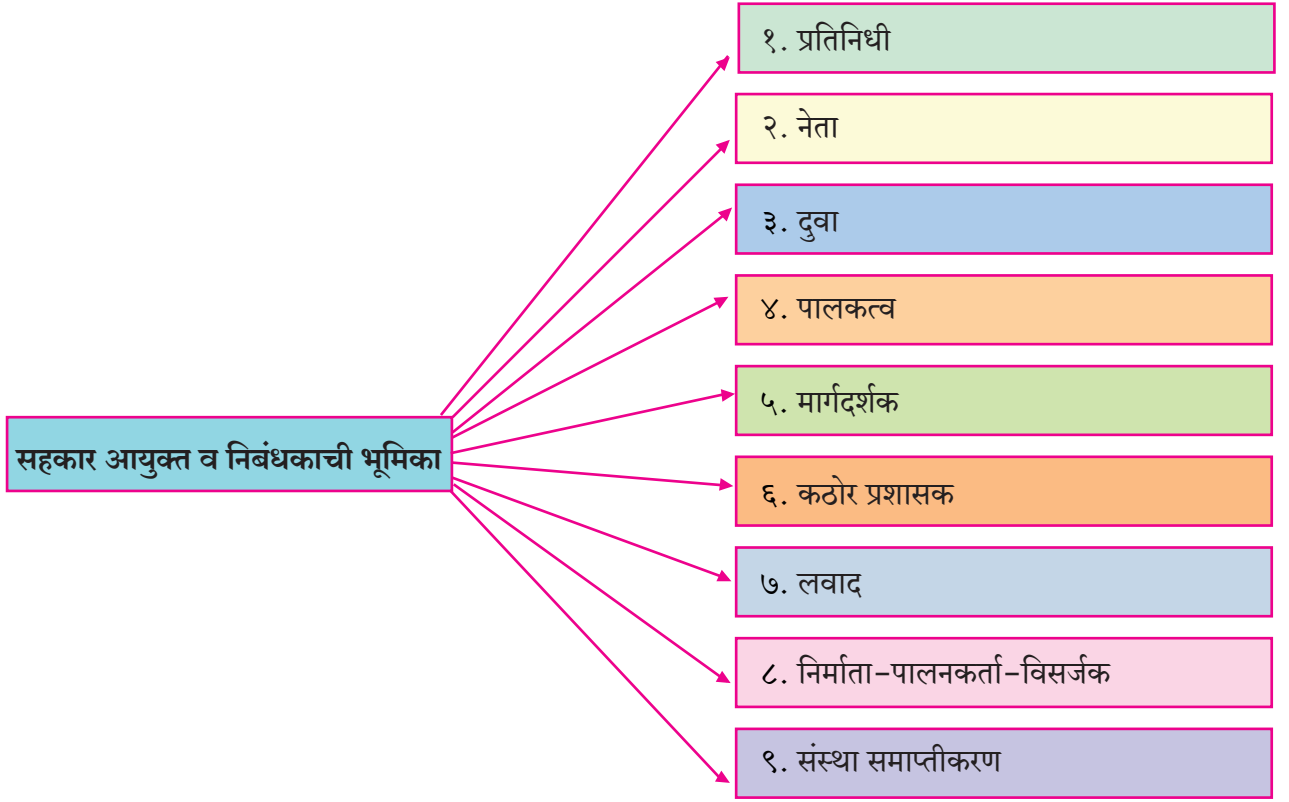 १. प्रतिनिधी
२. नेता
३. दुवा
४. पालकत्व
५. मार्गदर्शक
सहकार आयुक्त व निबंधकाची भूमिका
६. कठोर प्रशासक
७. लवाद
८. निर्माता-पालनकर्ता-विसर्जक
९. संस्था समाप्तीकरण